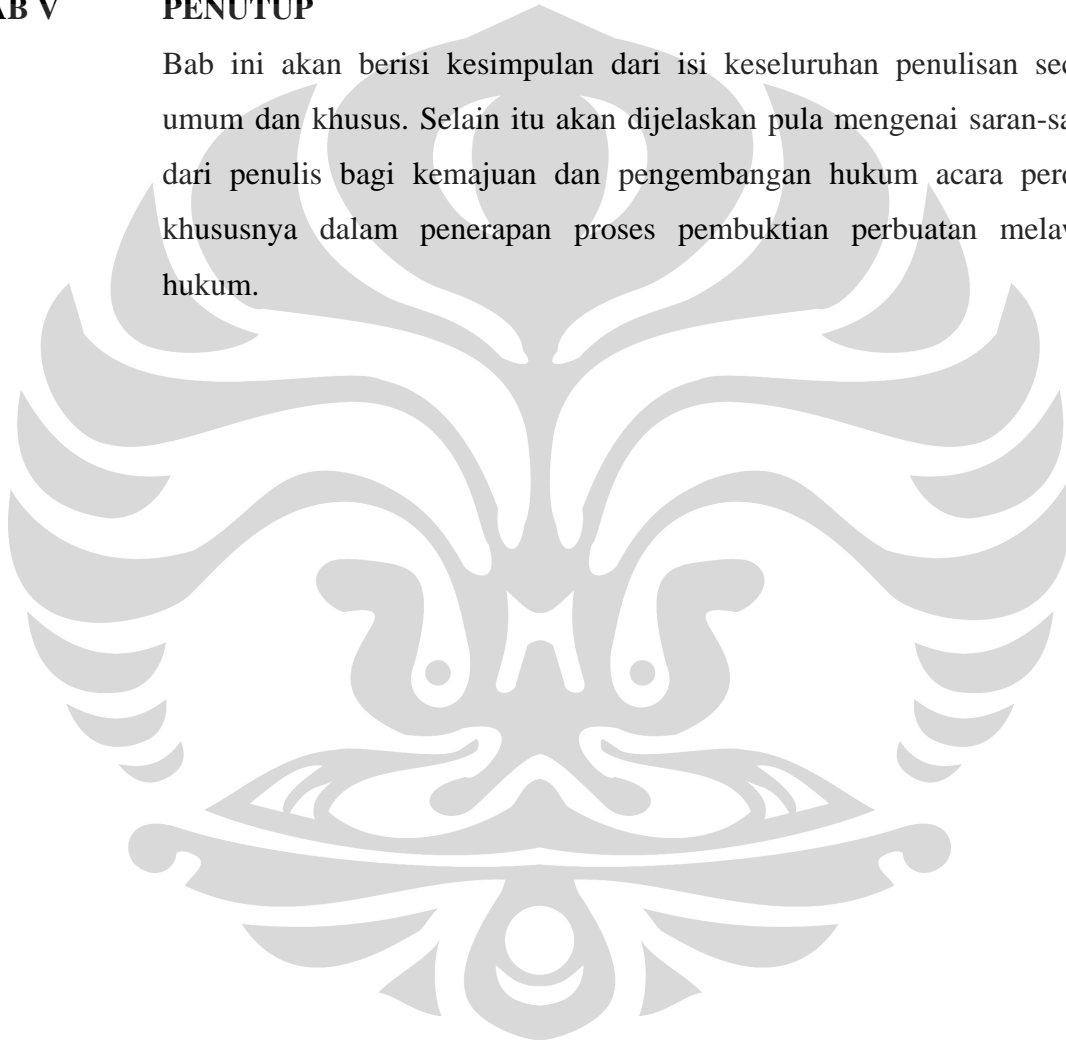 AB V PENUTUP
Bab ini akan berisi kesimpulan dari isi keseluruhan penulisan sec
umum dan khusus. Selain itu akan dijelaskan pula mengenai saran-sa
dari penulis bagi kemajuan dan pengembangan hukum acara perd
khususnya dalam penerapan proses pembuktian perbuatan melaw
hukum.